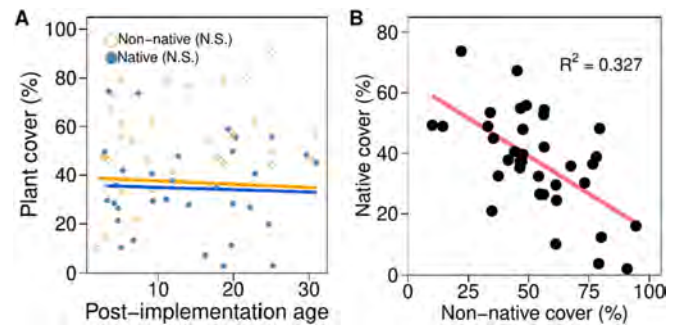 A
Plant cover (%)
100
80
60
40
20
0
Non-native (N.S.)
Native (N.S.)
10
20
30
Post-implementation age
B
Native cover (%)
80
60
40
20
0
R² = 0.327
0
25
50
75
100
Non-native cover (%)